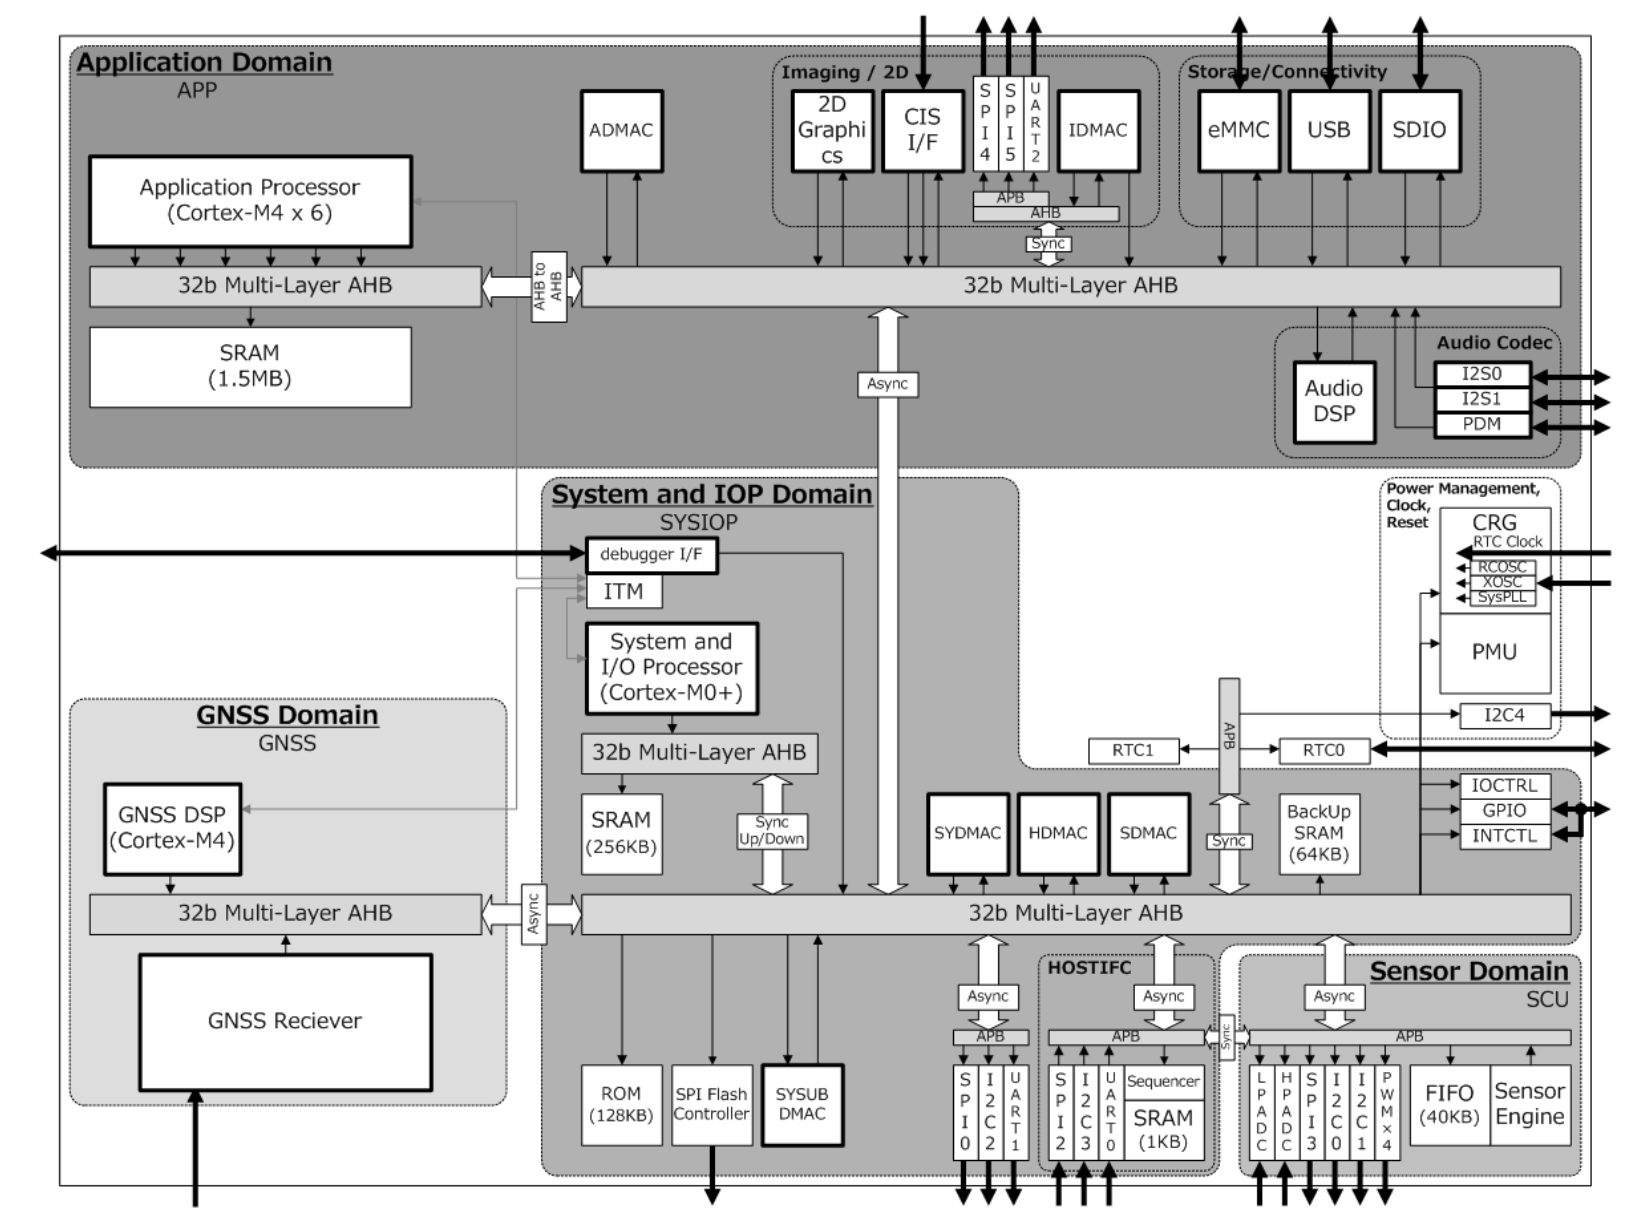 Application Domain
APP
Application Processor
(Cortex-M4 x 6)
32b Multi-Layer AHB
SRAM
(1.5MB)
AHB to
AHB
ADMAC
Imaging / 2D
2D
Graphi
cs
CIS
I/F
SPI4
SPI5
UART2
IDMAC
APB
AHB
Sync
Storage/Connectivity
eMMC
USB
SDIO
32b Multi-Layer AHB
Async
Audio Codec
Audio
DSP
I2S0
I2S1
PDM
System and IOP Domain
SYSIOP
debugger I/F
ITM
System and
I/O Processor
(Cortex-M0+)
32b Multi-Layer AHB
SRAM
(256KB)
Sync
Up/Down
Power Management,
Clock,
Reset
CRG
RTC Clock
RCOSC
XOSC
SysPLL
PMU
I2C4
APB
RTC1
RTC0
IOCTRL
GPIO
INTCTL
SYDMAC
HDMAC
SDMAC
Sync
BackUp
SRAM
(64KB)
GNSS Domain
GNSS
GNSS DSP
(Cortex-M4)
32b Multi-Layer AHB
GNSS Reciever
Async
32b Multi-Layer AHB
ROM
(128KB)
SPI Flash
Controller
SYSUB
DMAC
Async
APB
SPI0
I2C2
UART1
HOSTIFC
Async
APB
SPI2
I2C3
UART0
Sequencer
SRAM
(1KB)
Sync
Sensor Domain
SCU
Async
APB
LPADC
HPADC
SPI3
I2C0
I2C1
PWM×4
FIFO
(40KB)
Sensor
Engine